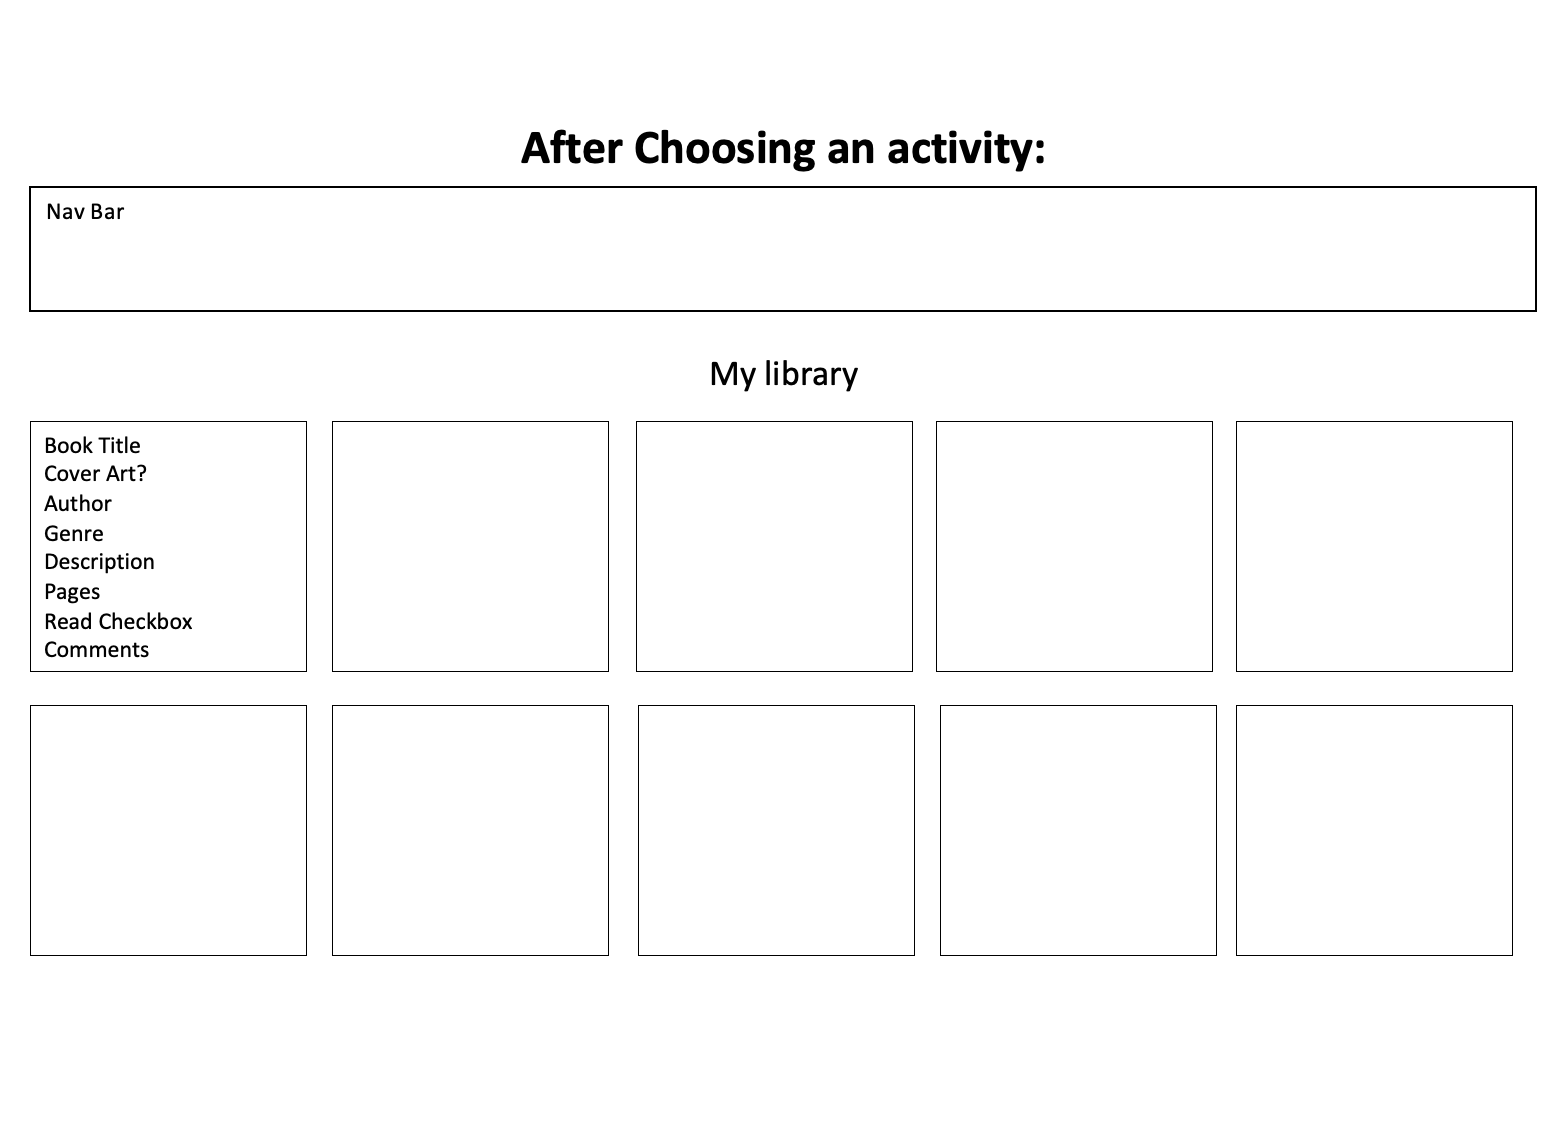 After Choosing an activity:
Nav Bar
My library
Book Title
Cover Art?
Author
Genre
Description
Pages
Read Checkbox
Comments